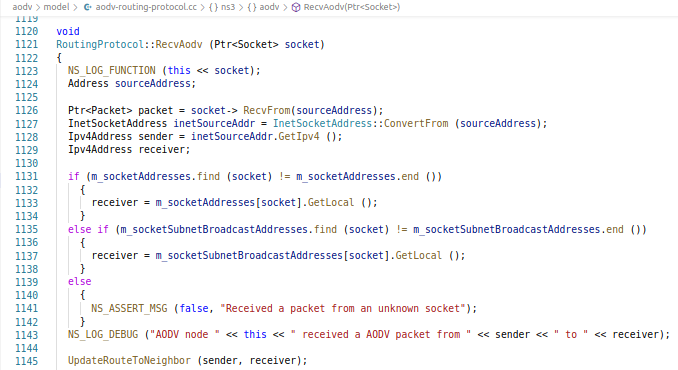 aodv > model > aodv-routing-protocol.cc > {} ns3 > {} aodv > RecvAodv(Ptr<Socket>)
1119
1120 void
1121 RoutingProtocol::RecvAodv (Ptr<Socket> socket)
1122 {
1123   NS_LOG_FUNCTION (this << socket);
1124   Address sourceAddress;
1125
1126   Ptr<Packet> packet = socket-> RecvFrom(sourceAddress);
1127   InetSocketAddress inetSourceAddr = InetSocketAddress::ConvertFrom (sourceAddress);
1128   Ipv4Address sender = inetSourceAddr.GetIpv4 ();
1129   Ipv4Address receiver;
1130
1131   if (m_socketAddresses.find (socket) != m_socketAddresses.end ())
1132     {
1133       receiver = m_socketAddresses[socket].GetLocal ();
1134     }
1135   else if (m_socketSubnetBroadcastAddresses.find (socket) != m_socketSubnetBroadcastAddresses.end ())
1136     {
1137       receiver = m_socketSubnetBroadcastAddresses[socket].GetLocal ();
1138     }
1139   else
1140     {
1141       NS_ASSERT_MSG (false, "Received a packet from an unknown socket");
1142     }
1143   NS_LOG_DEBUG ("AODV node " << this << " received a AODV packet from " << sender << " to " << receiver);
1144
1145   UpdateRouteToNeighbor (sender, receiver);